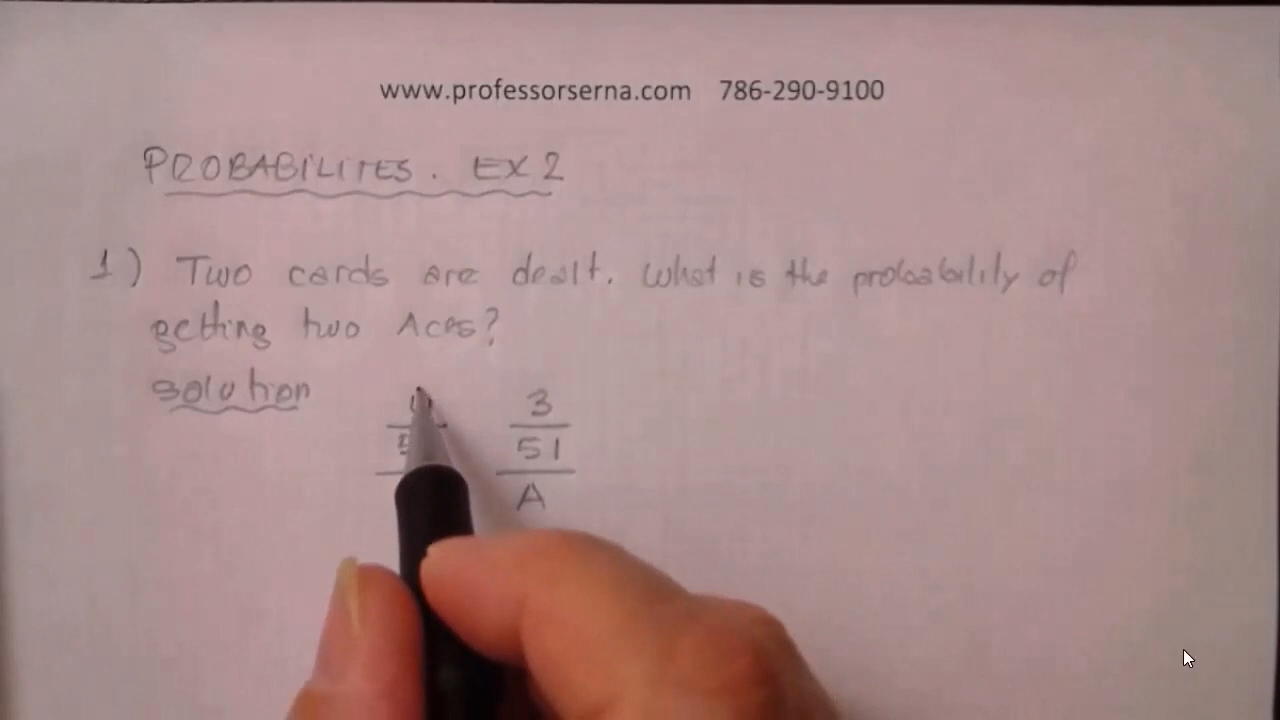 www.professorserna.com 786-290-9100
PROBABILITES. EX 2
1) Two cards are dealt. What is the probability of
getting two Aces?
solution
3
51
A